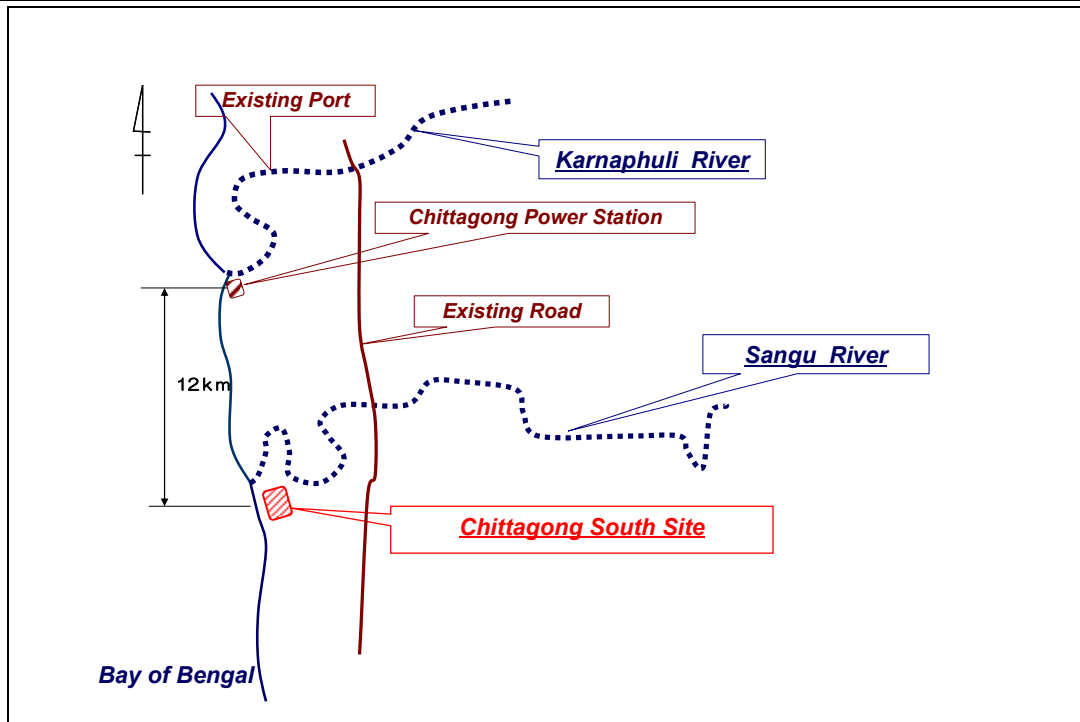 Existing Port
Karnaphuli River
Chittagong Power Station
Existing Road
Sangu River
12km
Chittagong South Site
Bay of Bengal